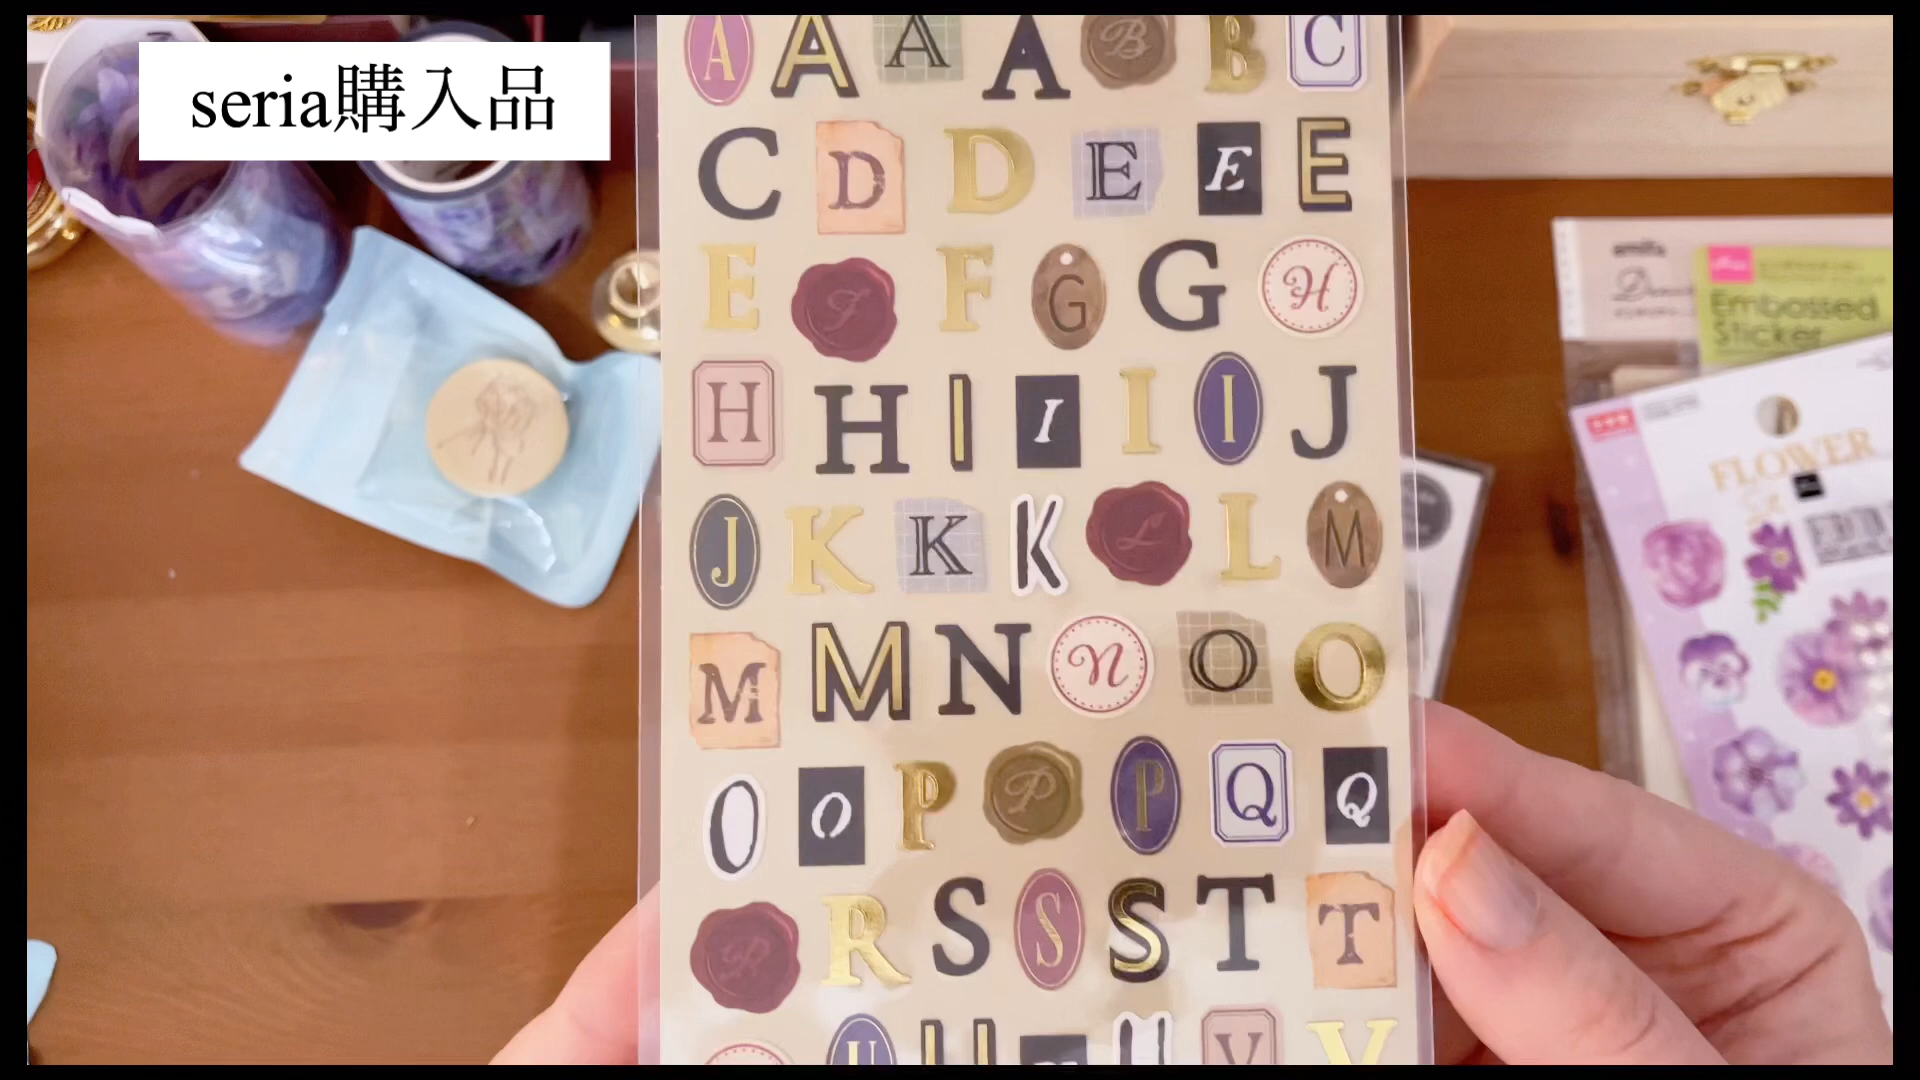 seria購入品
A A A A B B C
C D D E E E
E F F G G H
H H I I I I J
J K K K L L M
M M N N O O
O O P P P Q Q
R R S S S T T
U U V V
Embossed
Sticker
FLOWER